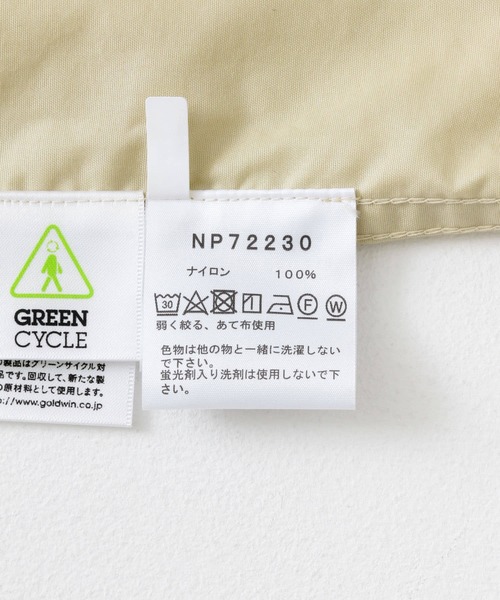 NP72230
ナイロン 100%
30 F W
弱く絞る、あて布使用
色物は他の物と一緒に洗濯しない
で下さい。
蛍光剤入り洗剤は使用しないで下
さい。
GREEN
CYCLE
製品はグリーンサイクル対
品です。回収して、新たな製
の原材料として使用します。
://www.goldwin.co.jp